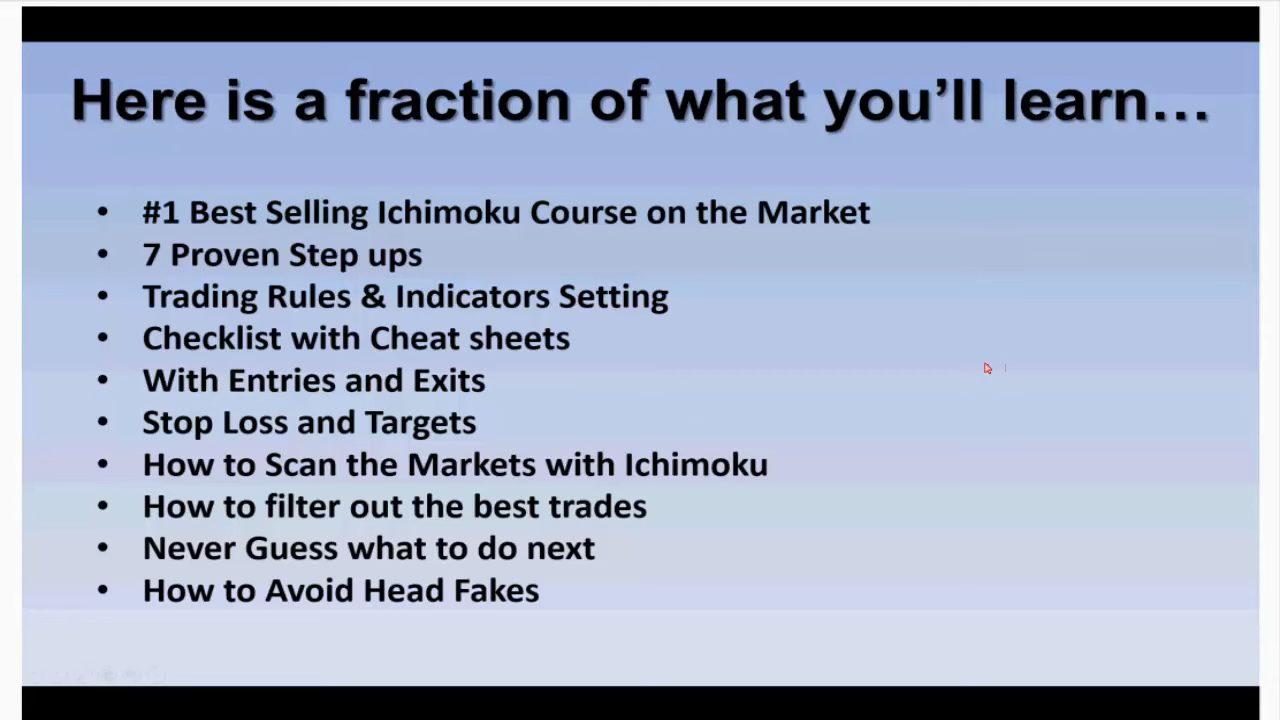 Here is a fraction of what you'll learn…
• #1 Best Selling Ichimoku Course on the Market
• 7 Proven Step ups
• Trading Rules & Indicators Setting
• Checklist with Cheat sheets
• With Entries and Exits
• Stop Loss and Targets
• How to Scan the Markets with Ichimoku
• How to filter out the best trades
• Never Guess what to do next
• How to Avoid Head Fakes